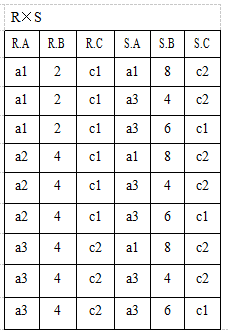 R×S
R.A R.B R.C S.A S.B S.C
a1 2 c1 a1 8 c2
a1 2 c1 a3 4 c2
a1 2 c1 a3 6 c1
a2 4 c1 a1 8 c2
a2 4 c1 a3 4 c2
a2 4 c1 a3 6 c1
a3 4 c2 a1 8 c2
a3 4 c2 a3 4 c2
a3 4 c2 a3 6 c1